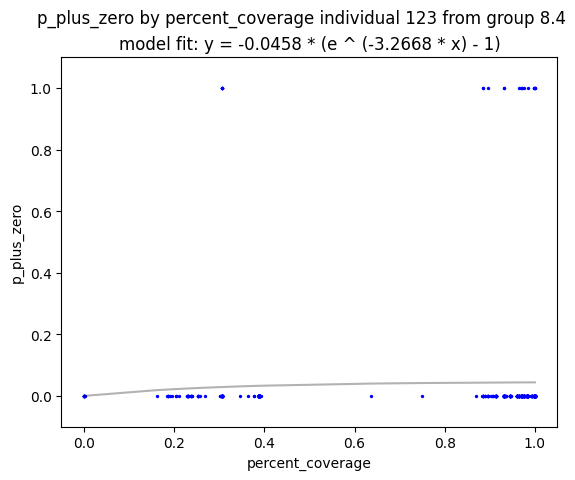 p_plus_zero by percent_coverage individual 123 from group 8.4
model fit: y = -0.0458 * (e ^ (-3.2668 * x) - 1)
1.0
0.8
0.6
0.4
0.2
0.0
p_plus_zero
0.0 0.2 0.4 0.6 0.8 1.0
percent_coverage